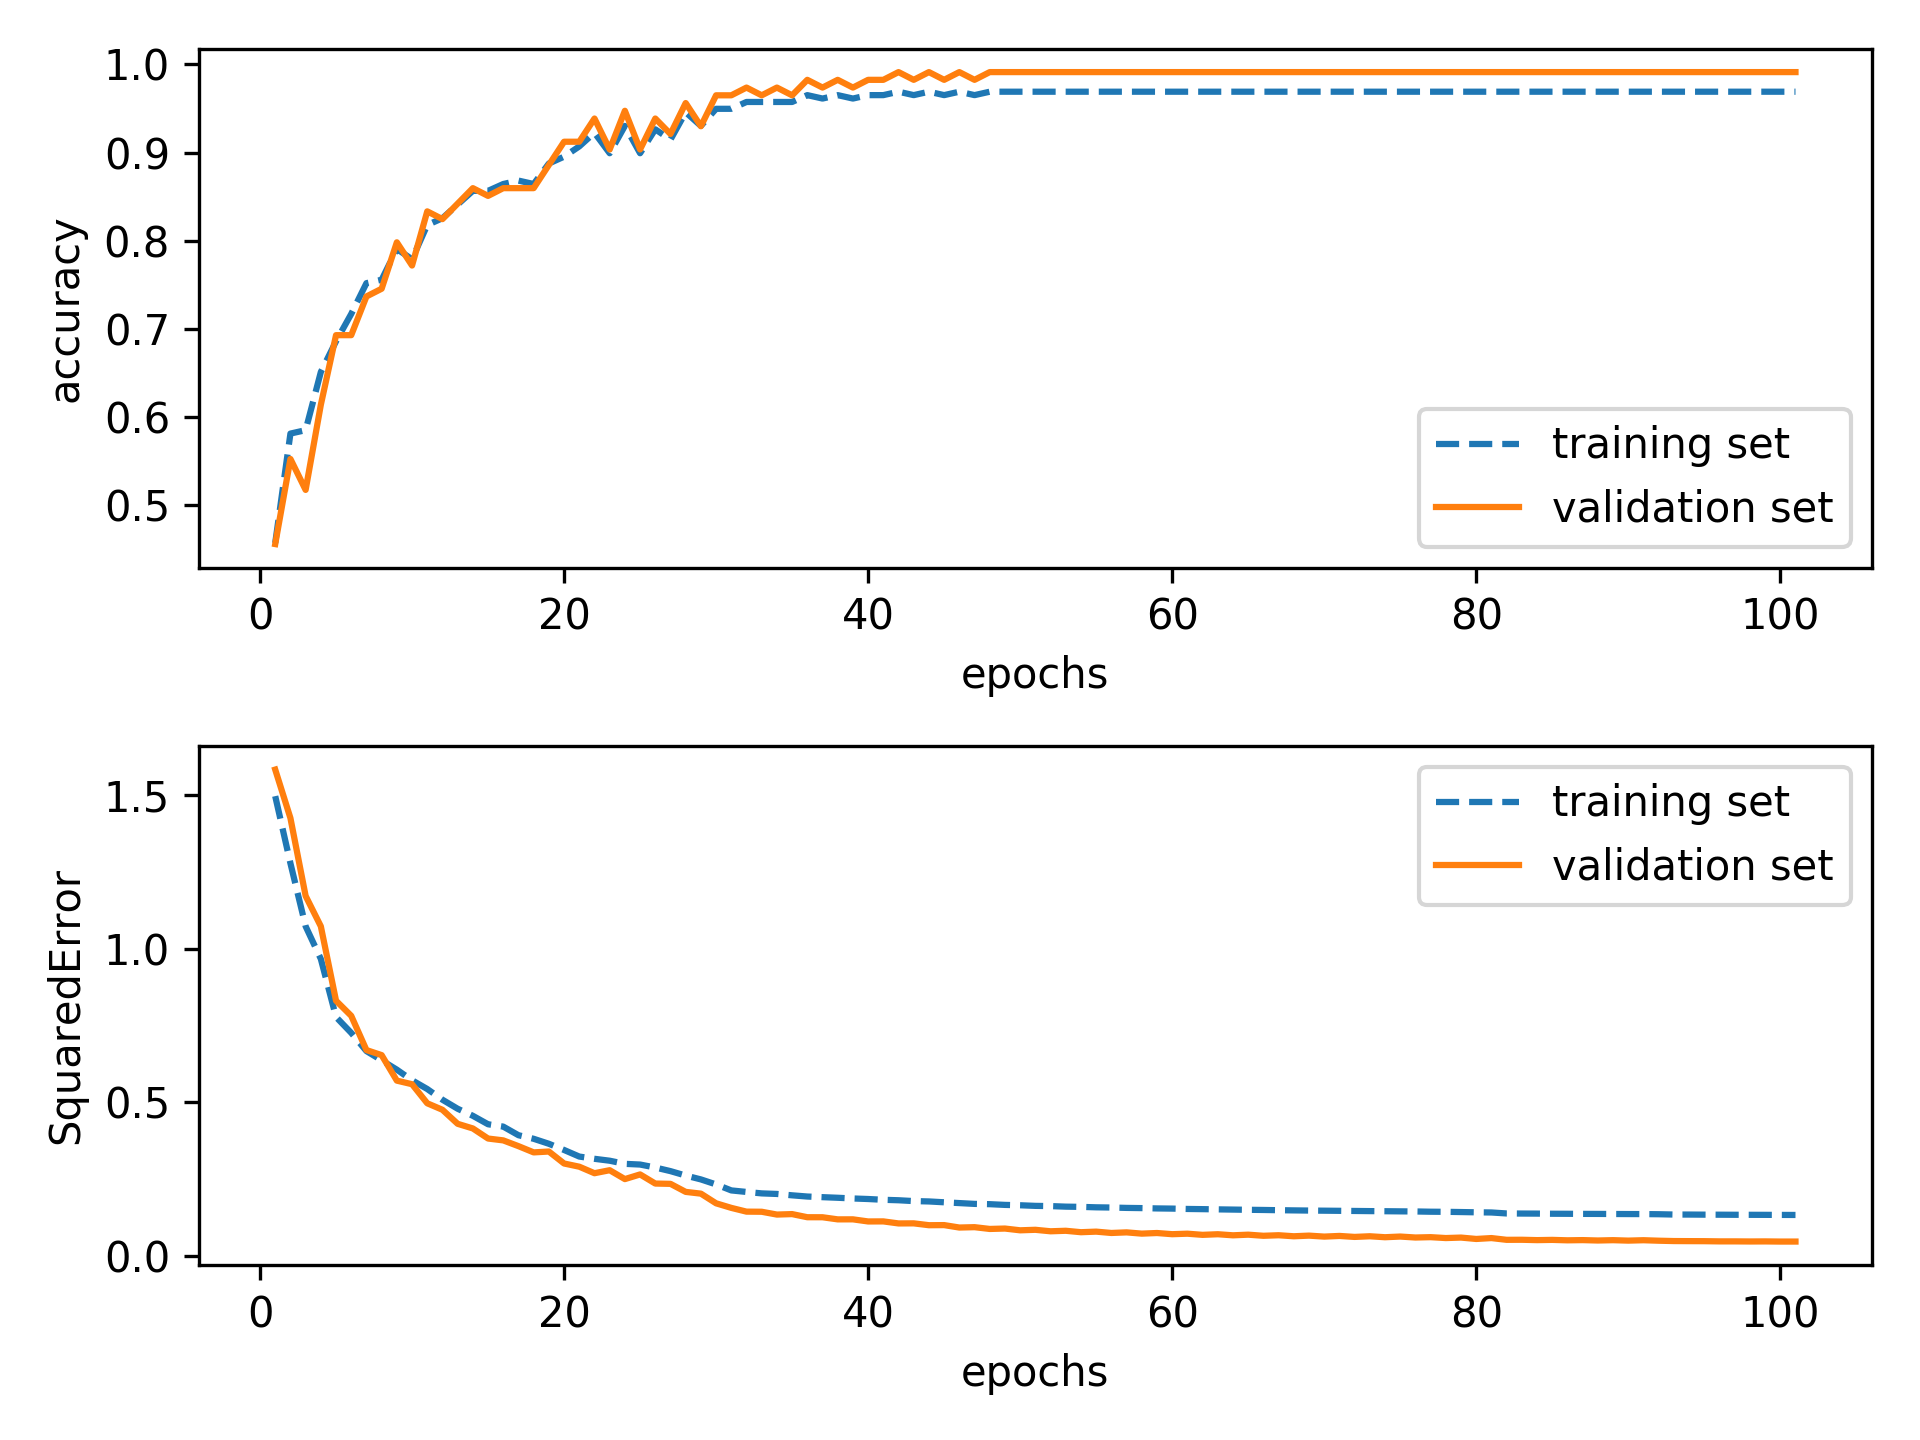 1.0
0.9
0.8
0.7
0.6
0.5
accuracy
training set
validation set
0 20 40 60 80 100
epochs
1.5
1.0
0.5
0.0
SquaredError
training set
validation set
0 20 40 60 80 100
epochs